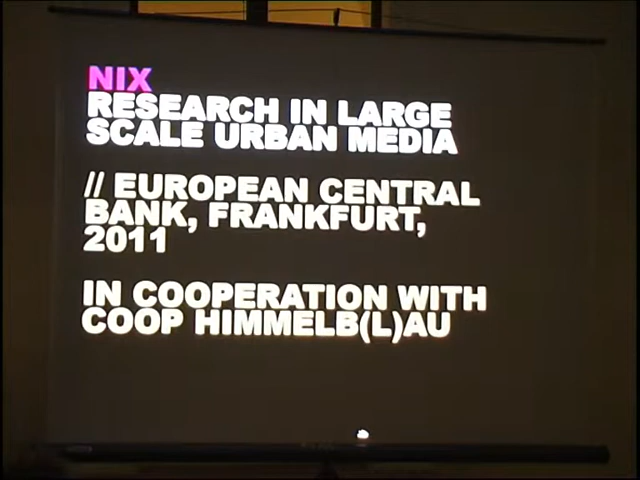 NIX
RESEARCH IN LARGE
SCALE URBAN MEDIA
// EUROPEAN CENTRAL
BANK, FRANKFURT,
2011
IN COOPERATION WITH
COOP HIMMELB(L)AU